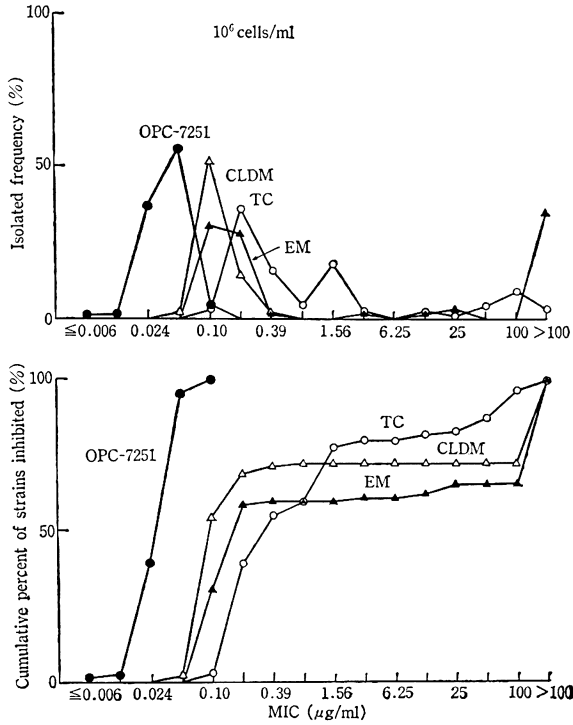 100
10⁶ cells/ml
Isolated frequency (%)
OPC-7251
50
CLDM
TC
EM
0
≦0.006 0.024 0.10 0.39 1.56 6.25 25 100 >100
100
Cumulative percent of strains inhibited (%)
TC
OPC-7251
CLDM
EM
50
0
≦0.006 0.024 0.10 0.39 1.56 6.25 25 100 >100
MIC (μg/ml)